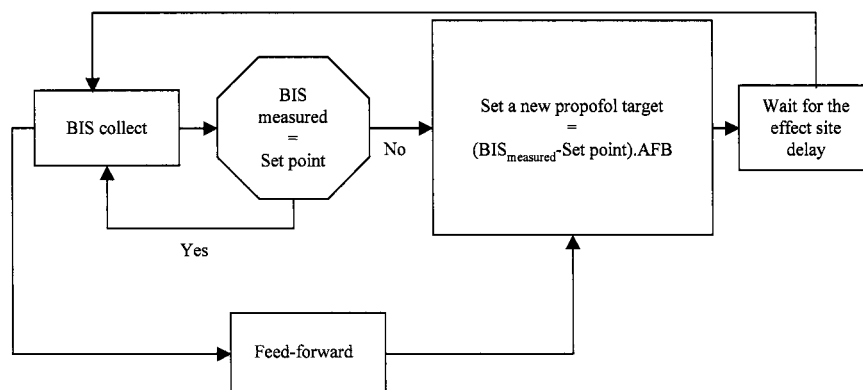 BIS collect
BIS
measured
=
Set point
No
Yes
Set a new propofol target
=
(BISmeasured-Set point).AFB
Wait for the
effect site
delay
Feed-forward